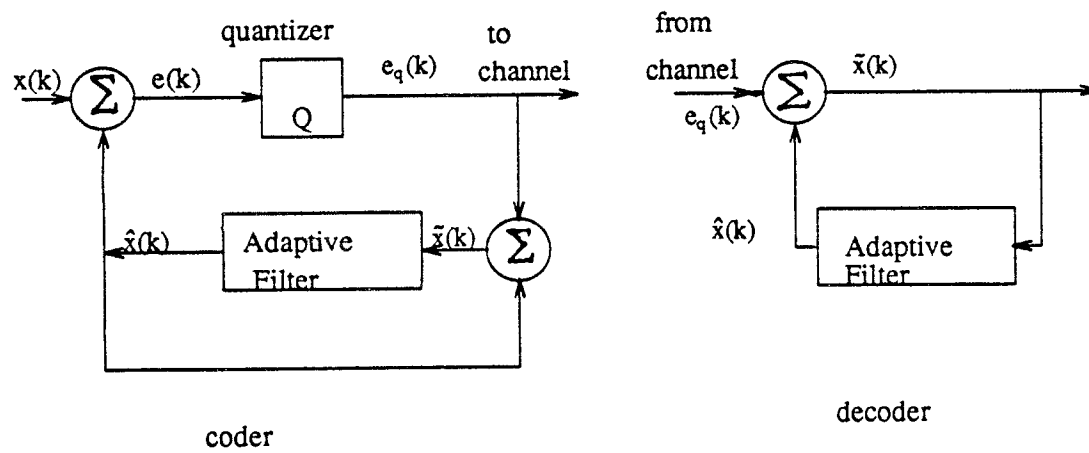 quantizer
to
channel
x(k)
Σ
e(k)
Q
e_q(k)
x̂(k)
Adaptive
Filter
x̃(k)
Σ
coder
from
channel
e_q(k)
Σ
x̃(k)
x̂(k)
Adaptive
Filter
decoder